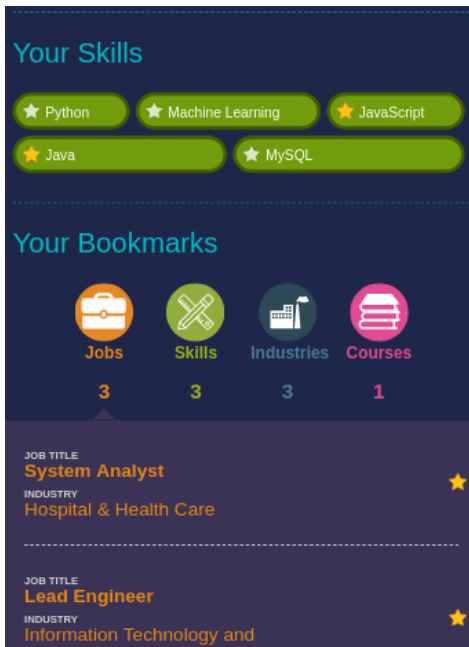 Your Skills
Python
Machine Learning
JavaScript
Java
MySQL
Your Bookmarks
Jobs
Skills
Industries
Courses
3
3
3
1
JOB TITLE
System Analyst
INDUSTRY
Hospital & Health Care
JOB TITLE
Lead Engineer
INDUSTRY
Information Technology and